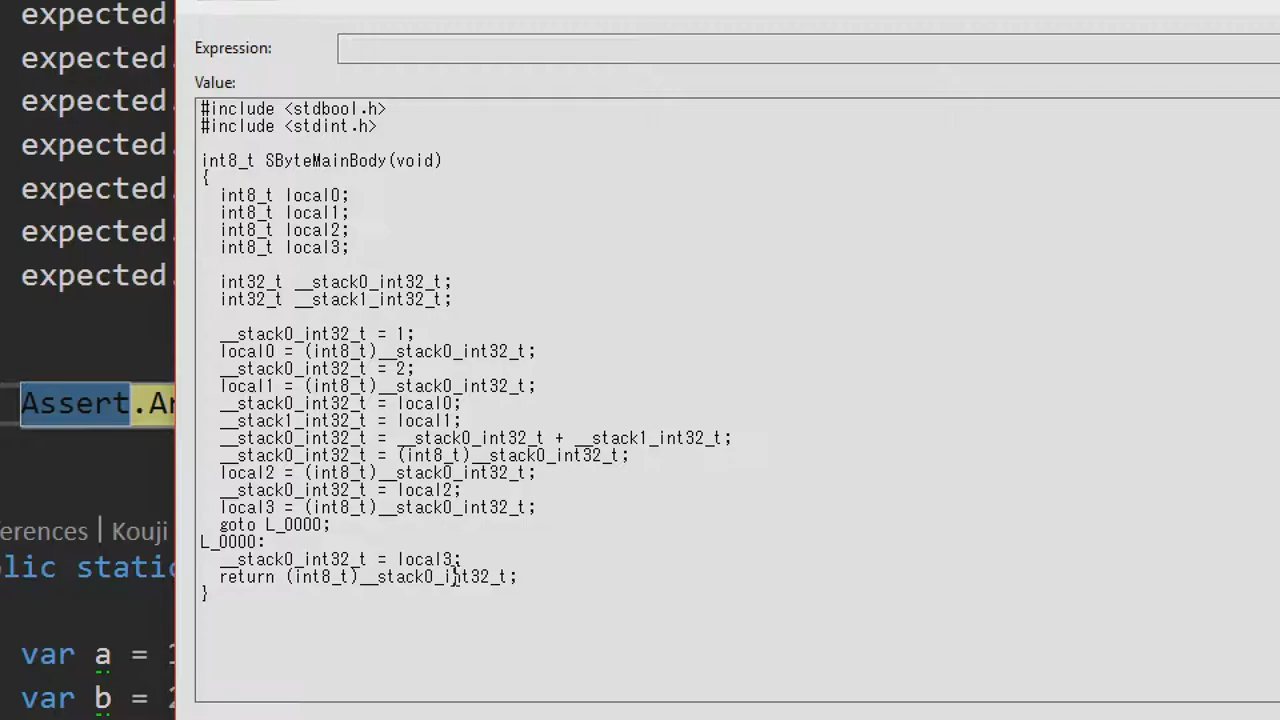 expected.
expected.
expected.
expected.
expected.
expected.
expected.
Assert.Ar
erences | Kouji
blic static
var a = 1
var b = 2
Expression:
Value:
#include <stdbool.h>
#include <stdint.h>
int8_t SByteMainBody(void)
{
int8_t local0;
int8_t local1;
int8_t local2;
int8_t local3;
int32_t __stack0_int32_t;
int32_t __stack1_int32_t;
__stack0_int32_t = 1;
local0 = (int8_t)__stack0_int32_t;
__stack0_int32_t = 2;
local1 = (int8_t)__stack0_int32_t;
__stack0_int32_t = local0;
__stack1_int32_t = local1;
__stack0_int32_t = __stack0_int32_t + __stack1_int32_t;
__stack0_int32_t = (int8_t)__stack0_int32_t;
local2 = (int8_t)__stack0_int32_t;
__stack0_int32_t = local2;
local3 = (int8_t)__stack0_int32_t;
goto L_0000;
L_0000:
__stack0_int32_t = local3;
return (int8_t)__stack0_int32_t;
}